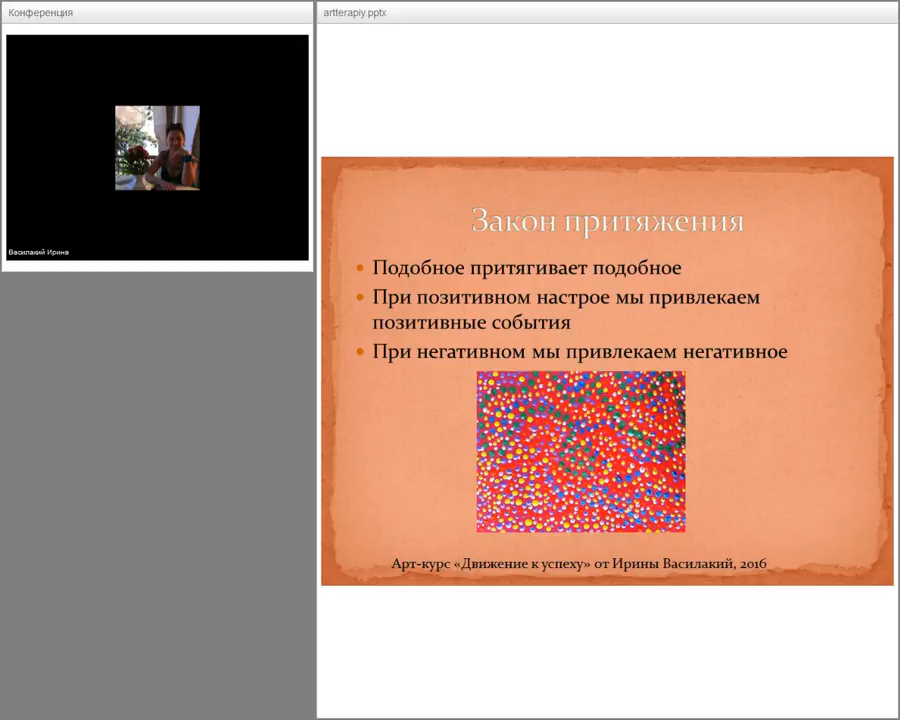 Конференция
artterapiy.pptx
Василакий Ирина
Закон притяжения
Подобное притягивает подобное
При позитивном настрое мы привлекаем
позитивные события
При негативном мы привлекаем негативное
Арт-курс «Движение к успеху» от Ирины Василакий, 2016